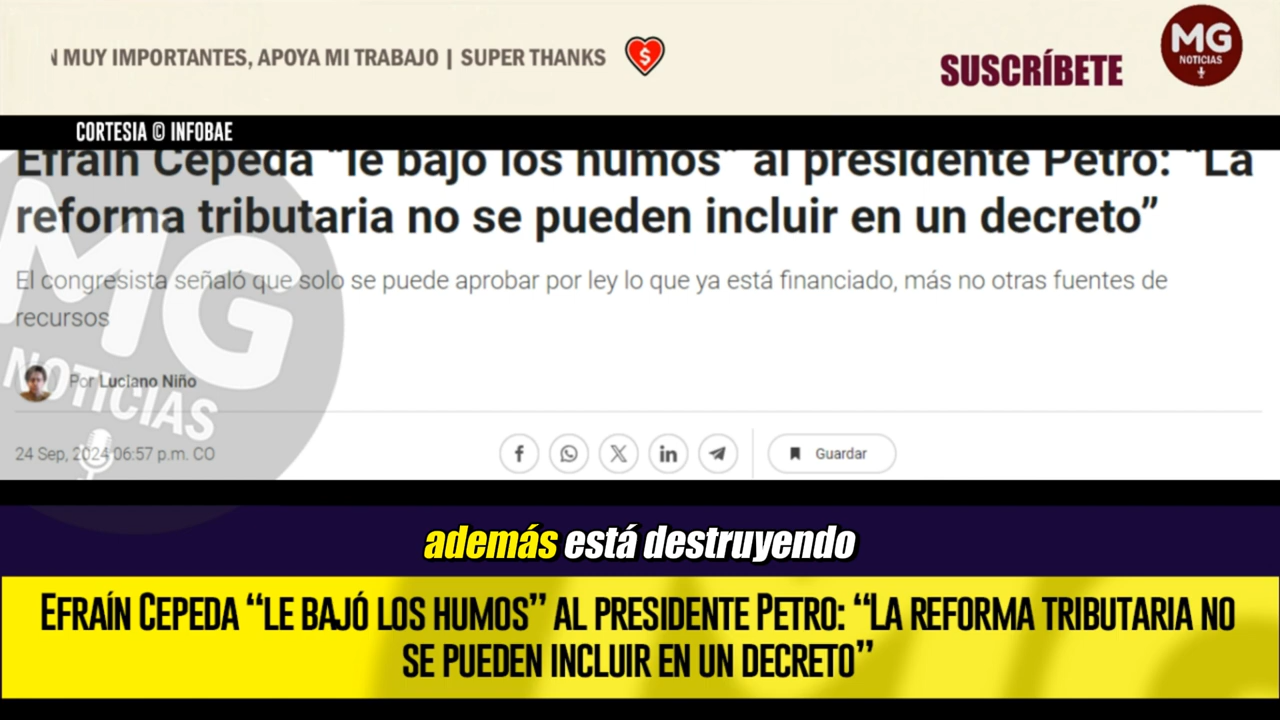 N MUY IMPORTANTES, APOYA MI TRABAJO | SUPER THANKS
SUSCRÍBETE
MG
NOTICIAS
CORTESIA © INFOBAE
Efraín Cepeda “le bajó los humos” al presidente Petro: “La
reforma tributaria no se pueden incluir en un decreto”
El congresista señaló que solo se puede aprobar por ley lo que ya está financiado, más no otras fuentes de
recursos
MG
NOTICIAS
Por Luciano Niño
24 Sep, 2024 06:57 p.m. CO
Guardar
además está destruyendo
EFRAÍN CEPEDA “LE BAJÓ LOS HUMOS” AL PRESIDENTE PETRO: “LA REFORMA TRIBUTARIA NO
SE PUEDEN INCLUIR EN UN DECRETO”